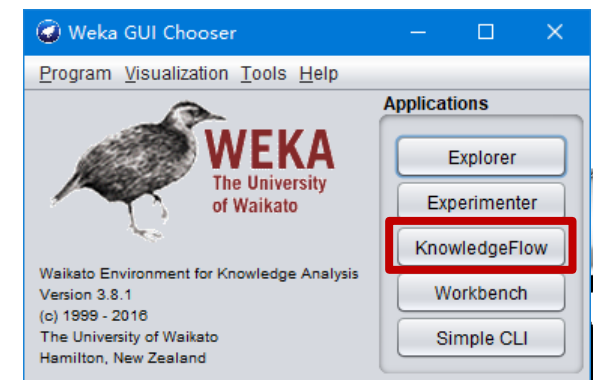 Weka GUI Chooser
Program Visualization Tools Help
WEKA
The University
of Waikato
Waikato Environment for Knowledge Analysis
Version 3.8.1
(c) 1999 - 2016
The University of Waikato
Hamilton, New Zealand
Applications
Explorer
Experimenter
KnowledgeFlow
Workbench
Simple CLI